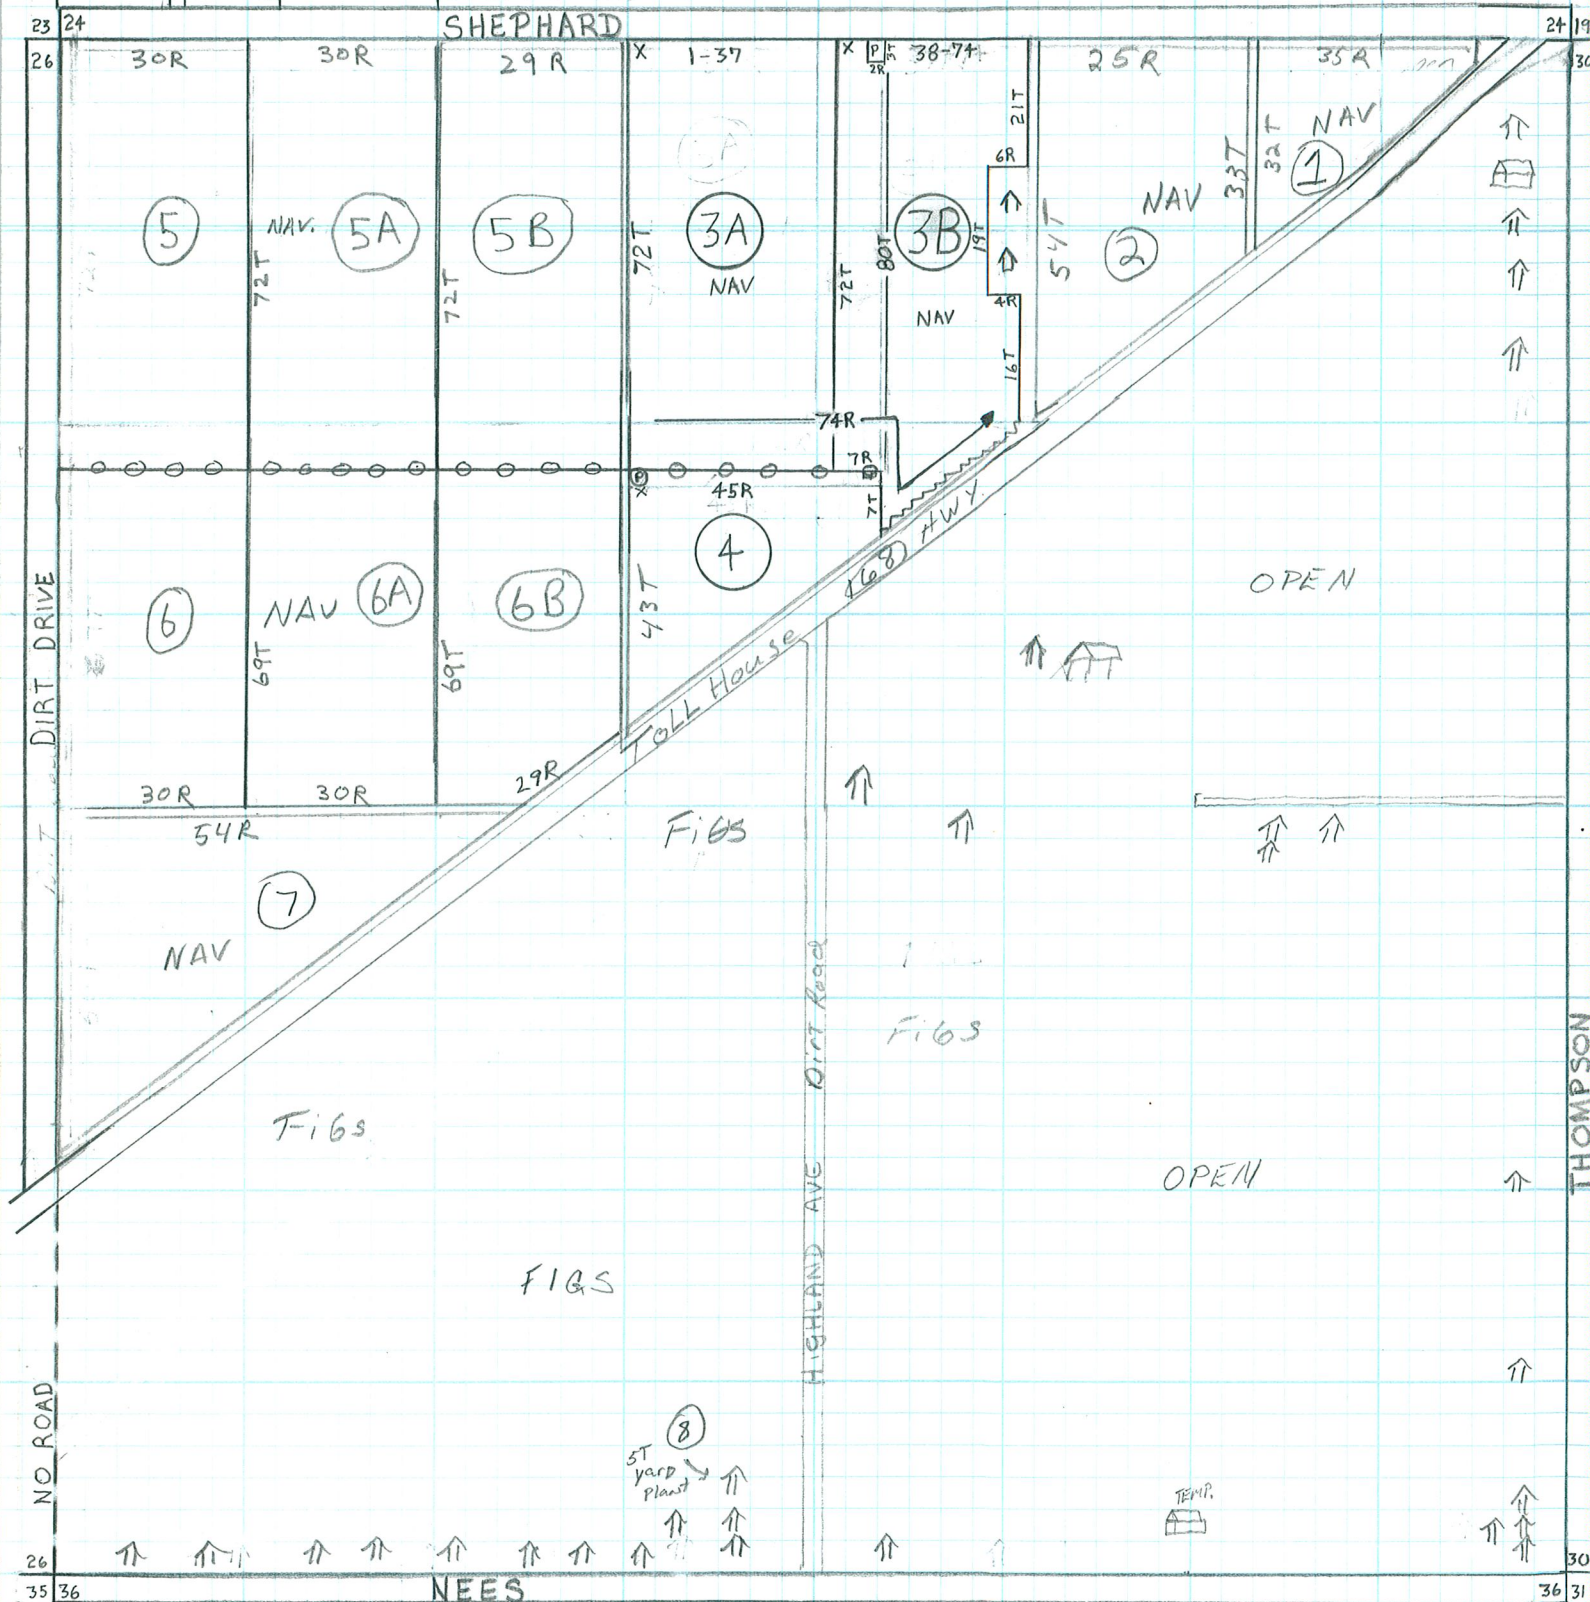 23 24
SHEPHARD
24 19
26
30R
30R
29R
X
1-37
X
P
3T
2R
38-74
25R
35R
30
21T
NAV
32T
33T
1
6R
5
NAV.
5A
5B
72T
3A
80T
3B
19T
NAV
54T
2
72T
72T
NAV
72T
4R
NAV
16T
74R
7R
P
X
45R
7T
168 HWY.
4
OPEN
DIRT DRIVE
6
NAV
6A
6B
43T
69T
69T
TOLL House
29R
30R
30R
54R
FiGS
7
NAV
Dirt Road
FiGs
THOMPSON
FiGs
OPEN
HIGHLAND AVE
FIGS
NO ROAD
8
5T
yard
Plant
TEMP.
26
30
35 36
NEES
36 31